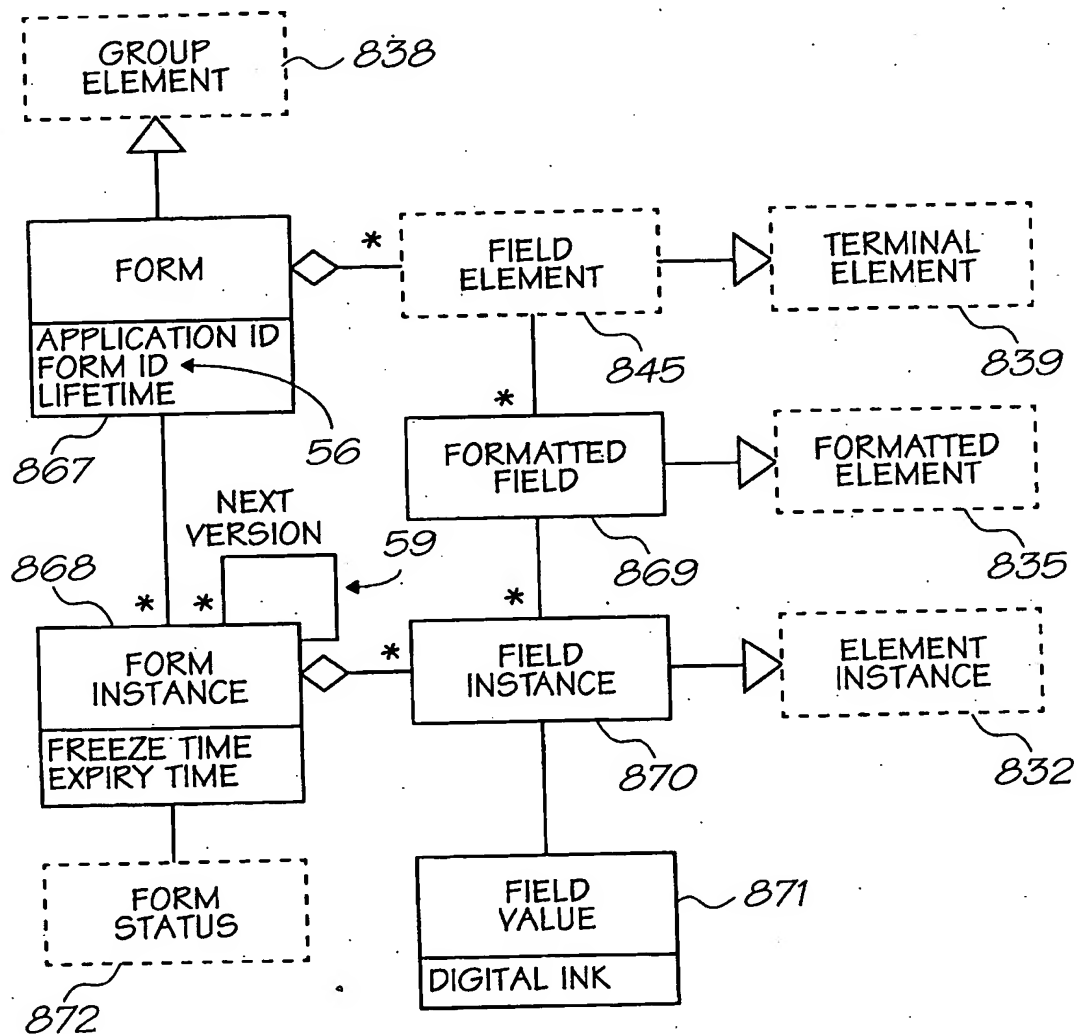 GROUP
ELEMENT
838
FORM
APPLICATION ID
FORM ID
LIFETIME
867
56
*
FIELD
ELEMENT
845
TERMINAL
ELEMENT
839
*
FORMATTED
FIELD
869
FORMATTED
ELEMENT
835
NEXT
VERSION
59
868
*
*
FORM
INSTANCE
FREEZE TIME
EXPIRY TIME
*
*
FIELD
INSTANCE
870
ELEMENT
INSTANCE
832
FORM
STATUS
872
FIELD
VALUE
DIGITAL INK
871